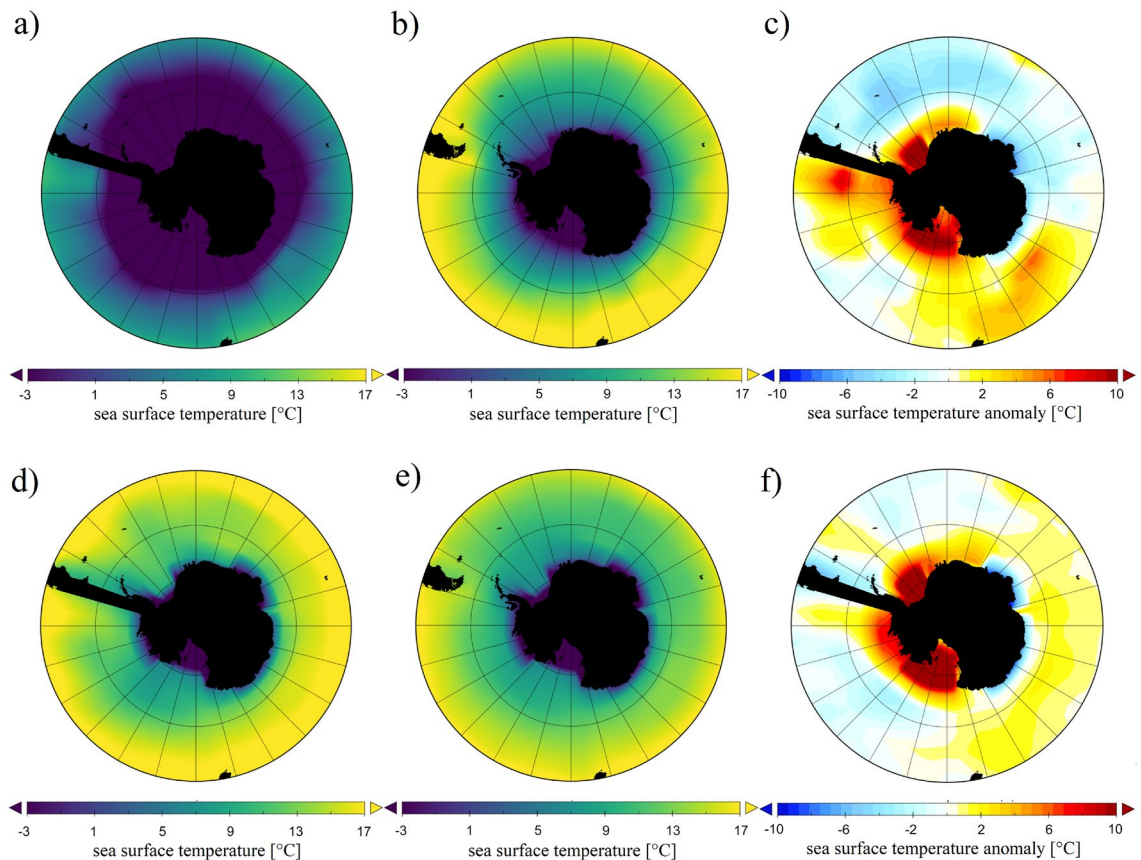 a)
b)
c)
-3 1 5 9 13 17
sea surface temperature [°C]
-3 1 5 9 13 17
sea surface temperature [°C]
-10 -6 -2 2 6 10
sea surface temperature anomaly [°C]
d)
e)
f)
-3 1 5 9 13 17
sea surface temperature [°C]
-3 1 5 9 13 17
sea surface temperature [°C]
-10 -6 -2 2 6 10
sea surface temperature anomaly [°C]